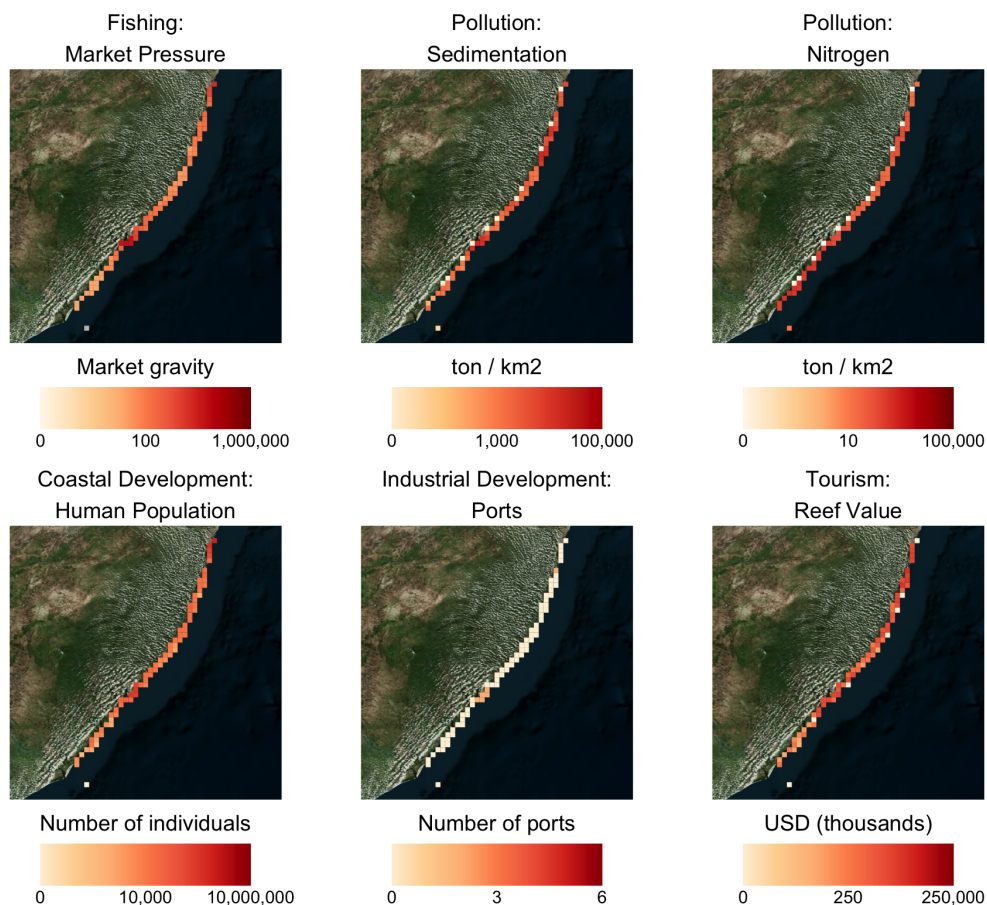 Fishing:
Market Pressure
Pollution:
Sedimentation
Pollution:
Nitrogen
Market gravity
0 100 1,000,000
ton / km2
0 1,000 100,000
ton / km2
0 10 100,000
Coastal Development:
Human Population
Industrial Development:
Ports
Tourism:
Reef Value
Number of individuals
0 10,000 10,000,000
Number of ports
0 3 6
USD (thousands)
0 250 250,000